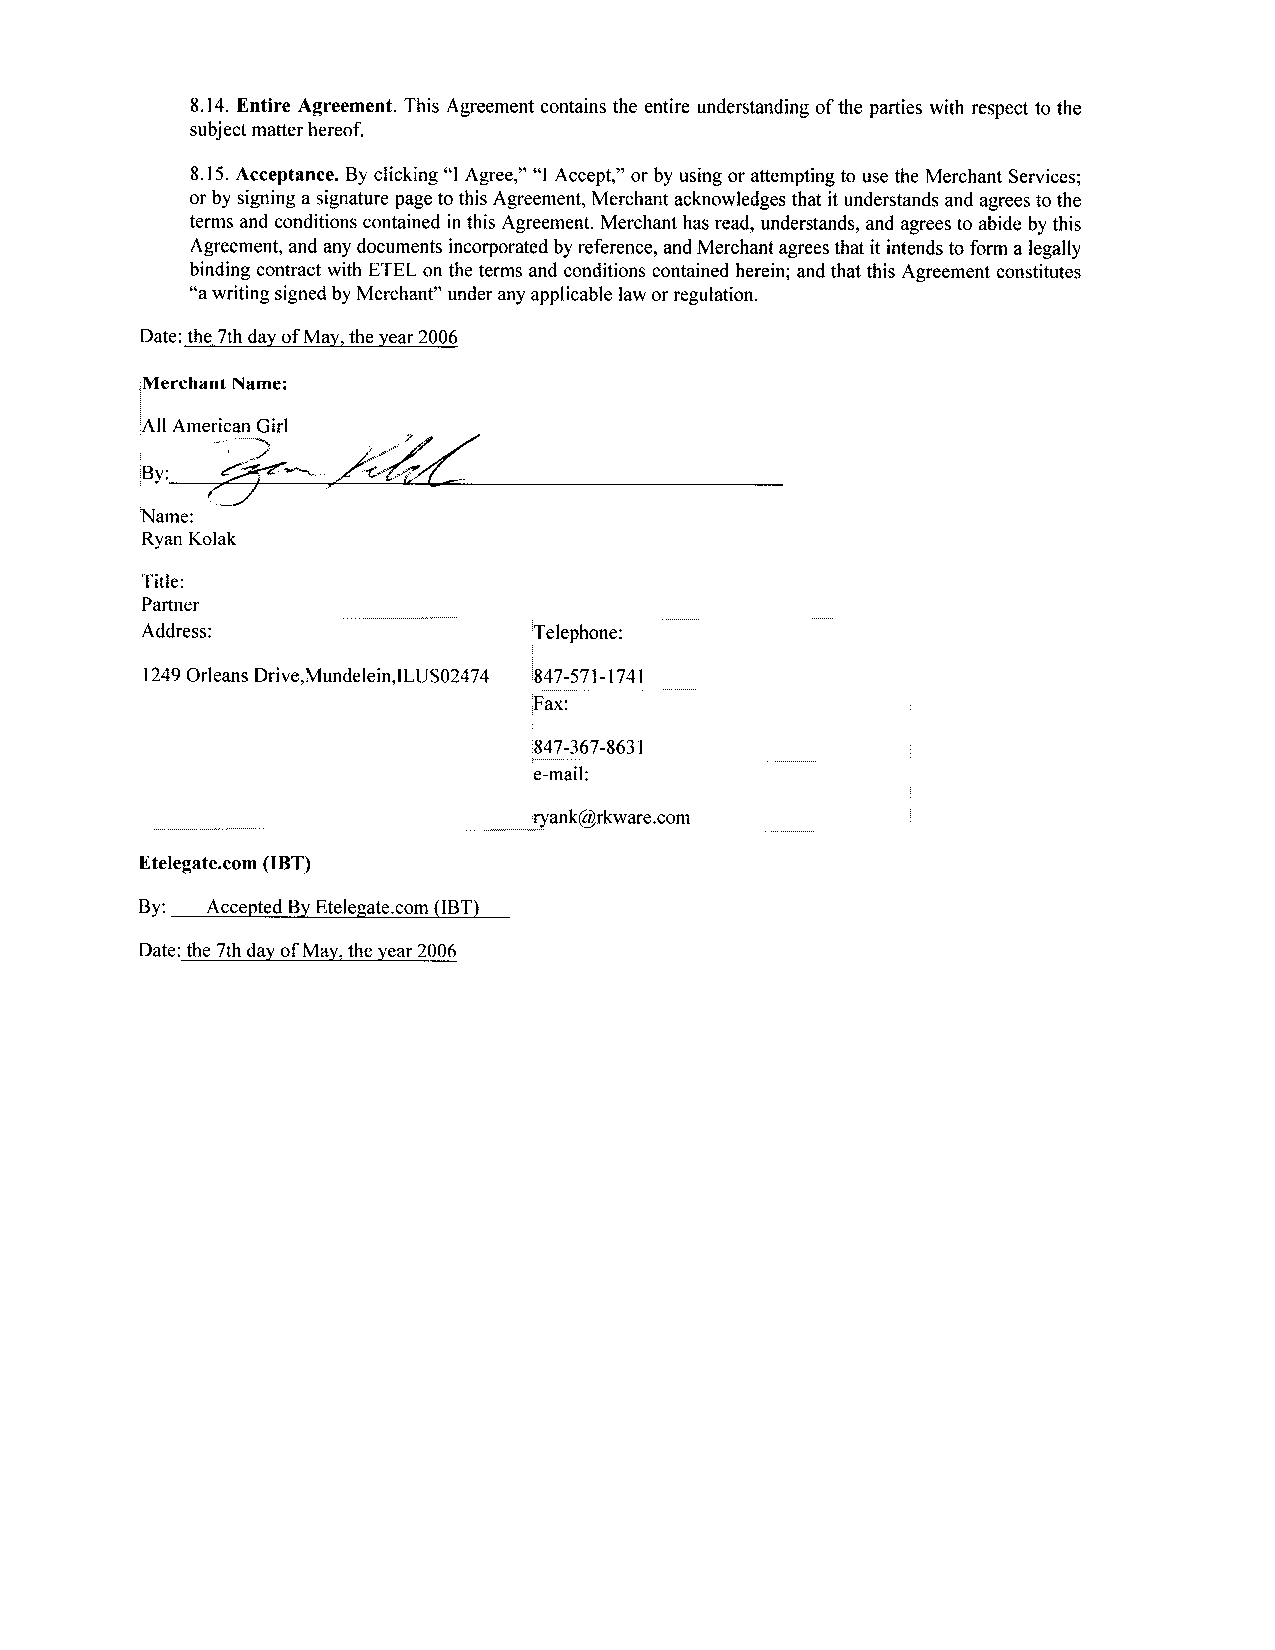 8.14. Entire Agreement. This Agreement contains the entire understanding of the parties with respect to the
subject matter hereof.
8.15. Acceptance. By clicking “I Agree,” “I Accept,” or by using or attempting to use the Merchant Services;
or by signing a signature page to this Agreement, Merchant acknowledges that it understands and agrees to the
terms and conditions contained in this Agreement. Merchant has read, understands, and agrees to abide by this
Agreement, and any documents incorporated by reference, and Merchant agrees that it intends to form a legally
binding contract with ETEL on the terms and conditions contained herein; and that this Agreement constitutes
“a writing signed by Merchant” under any applicable law or regulation.
Date: the 7th day of May, the year 2006
Merchant Name:
All American Girl
By: Ryan Kolak
Name:
Ryan Kolak
Title:
Partner
Address:
1249 Orleans Drive,Mundelein,ILUS02474
Telephone:
847-571-1741
Fax:
847-367-8631
e-mail:
ryank@rkware.com
Etelegate.com (IBT)
By: Accepted By Etelegate.com (IBT)
Date: the 7th day of May, the year 2006